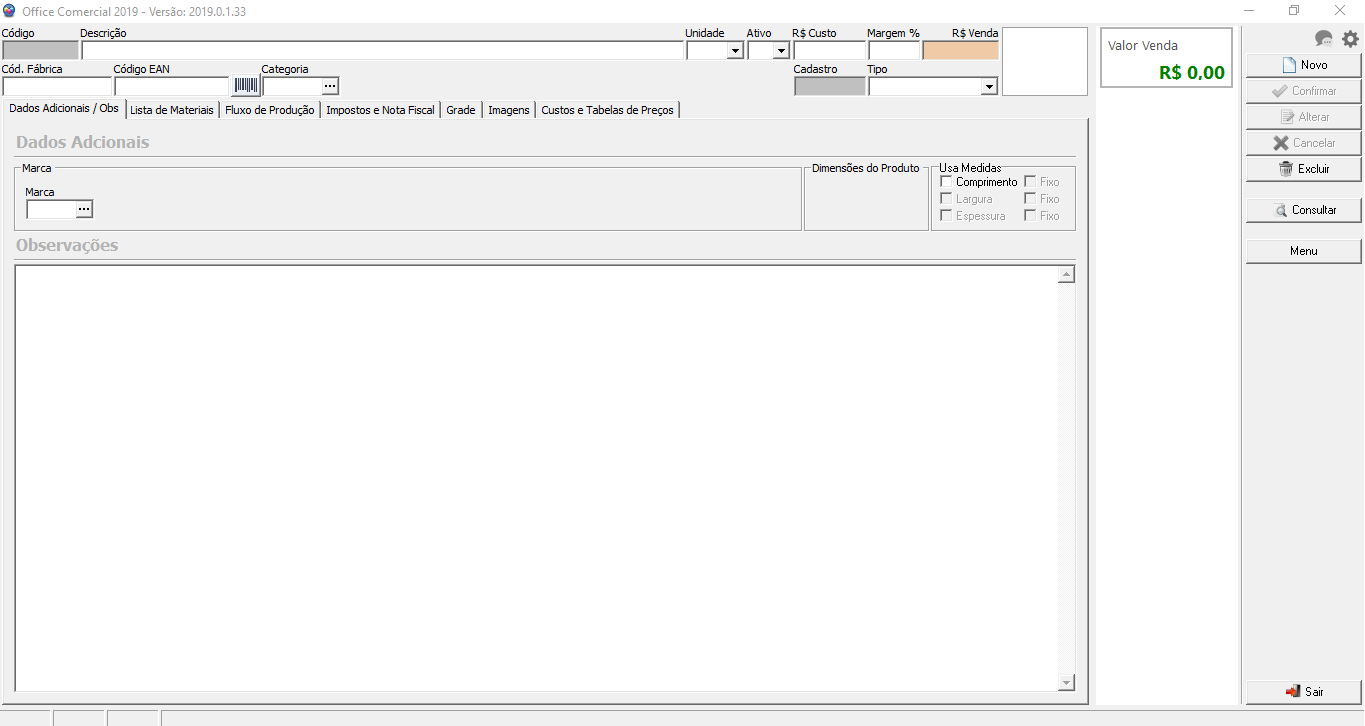 Office Comercial 2019 - Versão: 2019.0.1.33
Código Descrição Unidade Ativo R$ Custo Margem % R$ Venda
Cód. Fábrica Código EAN Categoria Cadastro Tipo
Valor Venda
R$ 0,00
Dados Adicionais / Obs Lista de Materiais Fluxo de Produção Impostos e Nota Fiscal Grade Imagens Custos e Tabelas de Preços
Dados Adcionais
Marca Dimensões do Produto Usa Medidas
Marca
Comprimento Fixo
Largura Fixo
Espessura Fixo
Observações
Novo
Confirmar
Alterar
Cancelar
Excluir
Consultar
Menu
Sair